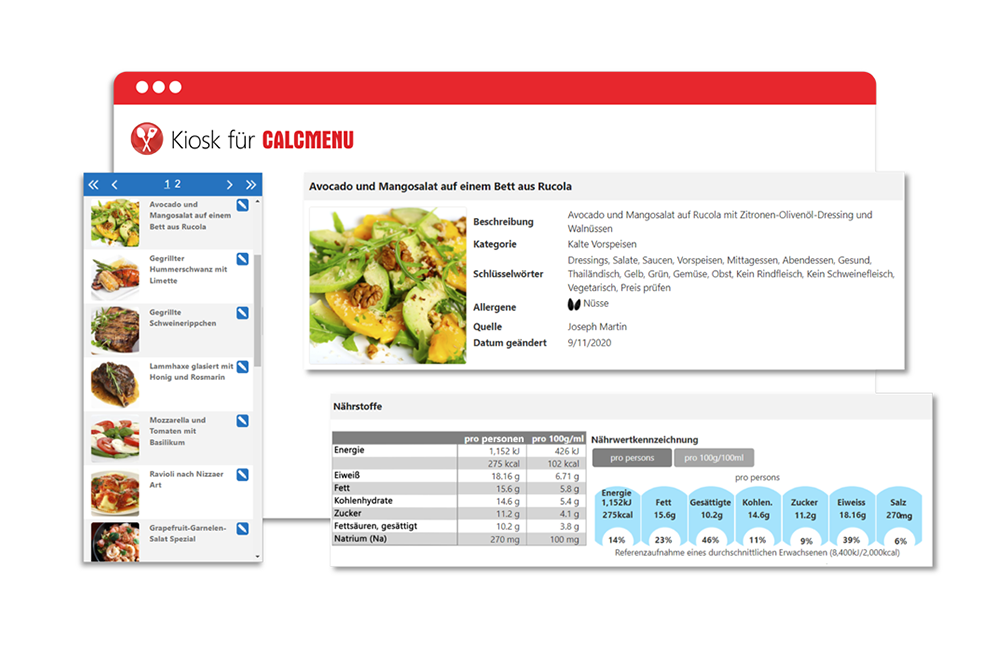 Kiosk für CALCMENU
1 2
Avocado und
Mangosalat auf einem
Bett aus Rucola
Gegrillter
Hummerschwanz mit
Limette
Gegrillte
Schweinerippchen
Lammhaxe glasiert mit
Honig und Rosmarin
Mozzarella und
Tomaten mit
Basilikum
Ravioli nach Nizzaer
Art
Grapefruit-Garnelen-
Salat Spezial
Avocado und Mangosalat auf einem Bett aus Rucola
Beschreibung Avocado und Mangosalat auf Rucola mit Zitronen-Olivenöl-Dressing und
Walnüssen
Kategorie Kalte Vorspeisen
Schlüsselwörter Dressings, Salate, Saucen, Vorspeisen, Mittagessen, Abendessen, Gesund,
Thailändisch, Gelb, Grün, Gemüse, Obst, Kein Rindfleisch, Kein Schweinefleisch,
Vegetarisch, Preis prüfen
Allergene Nüsse
Quelle Joseph Martin
Datum geändert 9/11/2020
Nährstoffe
pro personen pro 100g/ml
Energie 1,152 kJ 426 kJ
275 kcal 102 kcal
Eiweiß 18.16 g 6.71 g
Fett 15.6 g 5.8 g
Kohlenhydrate 14.6 g 5.4 g
Zucker 11.2 g 4.1 g
Fettsäuren, gesättigt 10.2 g 3.8 g
Natrium (Na) 270 mg 100 mg
Nährwertkennzeichnung
pro persons pro 100g/100ml
pro persons
Energie 1,152kJ 275kcal 14%
Fett 15.6g 23%
Gesättigte 10.2g 46%
Kohlen. 14.6g 11%
Zucker 11.2g 9%
Eiweiss 18.16g 39%
Salz 270mg 6%
Referenzaufnahme eines durchschnittlichen Erwachsenen (8,400kJ/2,000kcal)